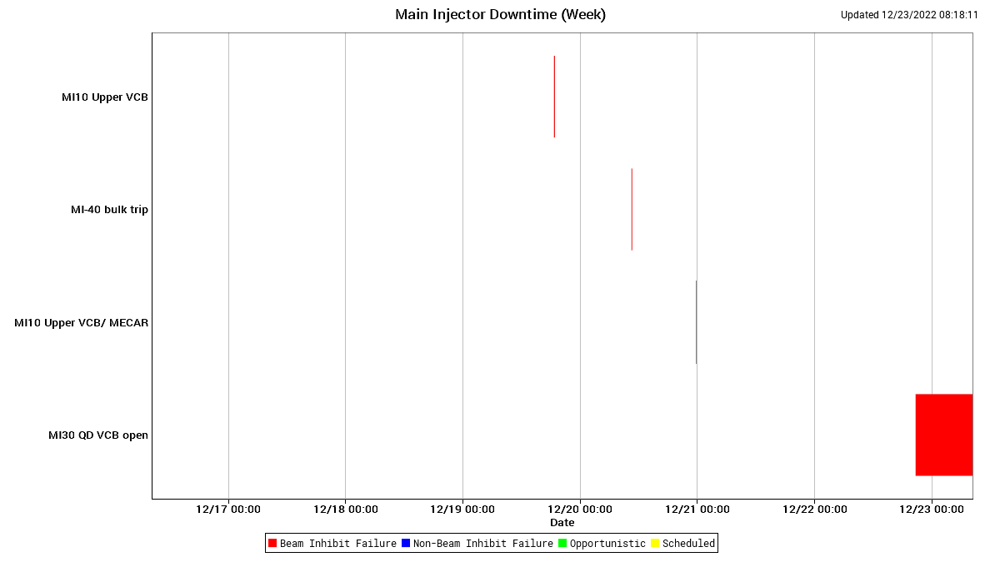 Main Injector Downtime (Week)
Updated 12/23/2022 08:18:11
MI10 Upper VCB
MI-40 bulk trip
MI10 Upper VCB/ MECAR
MI30 QD VCB open
12/17 00:00 12/18 00:00 12/19 00:00 12/20 00:00 12/21 00:00 12/22 00:00 12/23 00:00
Date
Beam Inhibit Failure Non-Beam Inhibit Failure Opportunistic Scheduled